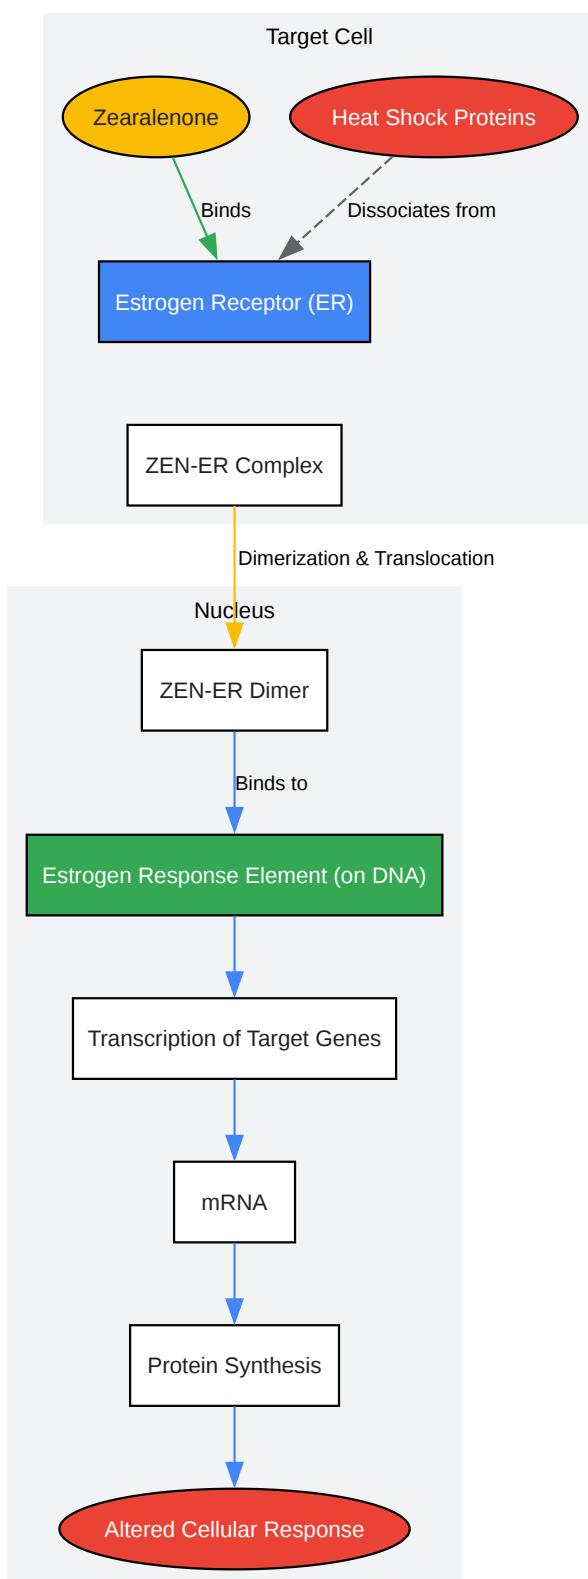 Target Cell
Zearalenone
Heat Shock Proteins
Binds
Dissociates from
Estrogen Receptor (ER)
ZEN-ER Complex
Dimerization & Translocation
Nucleus
ZEN-ER Dimer
Binds to
Estrogen Response Element (on DNA)
Transcription of Target Genes
mRNA
Protein Synthesis
Altered Cellular Response